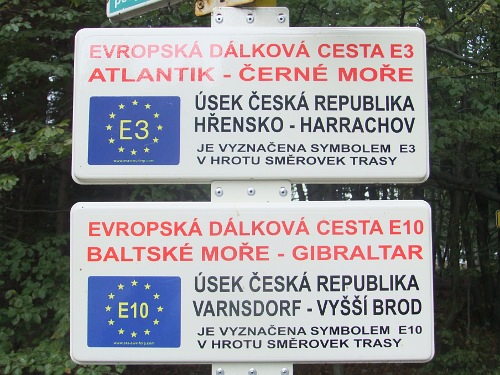 EVROPSKÁ DÁLKOVÁ CESTA E3
ATLANTIK - ČERNÉ MOŘE
E3
ÚSEK ČESKÁ REPUBLIKA
HŘENSKO - HARRACHOV
JE VYZNAČENA SYMBOLEM E3
V HROTU SMĚROVEK TRASY
EVROPSKÁ DÁLKOVÁ CESTA E10
BALTSKÉ MOŘE - GIBRALTAR
E10
ÚSEK ČESKÁ REPUBLIKA
VARNSDORF - VYŠŠÍ BROD
JE VYZNAČENA SYMBOLEM E10
V HROTU SMĚROVEK TRASY